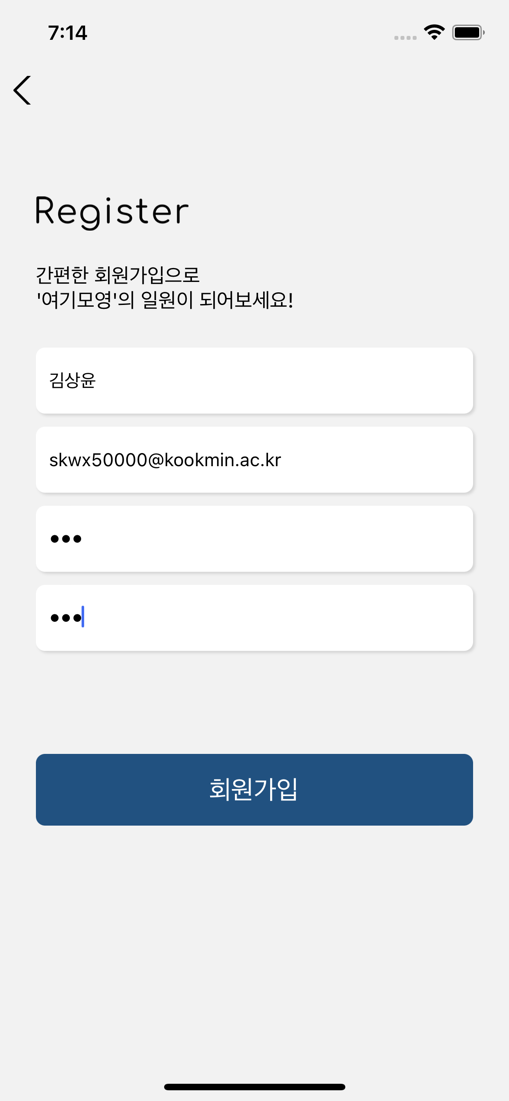 7:14
Register
간편한 회원가입으로
'여기모영'의 일원이 되어보세요!
김상윤
skwx50000@kookmin.ac.kr
•••
•••
회원가입